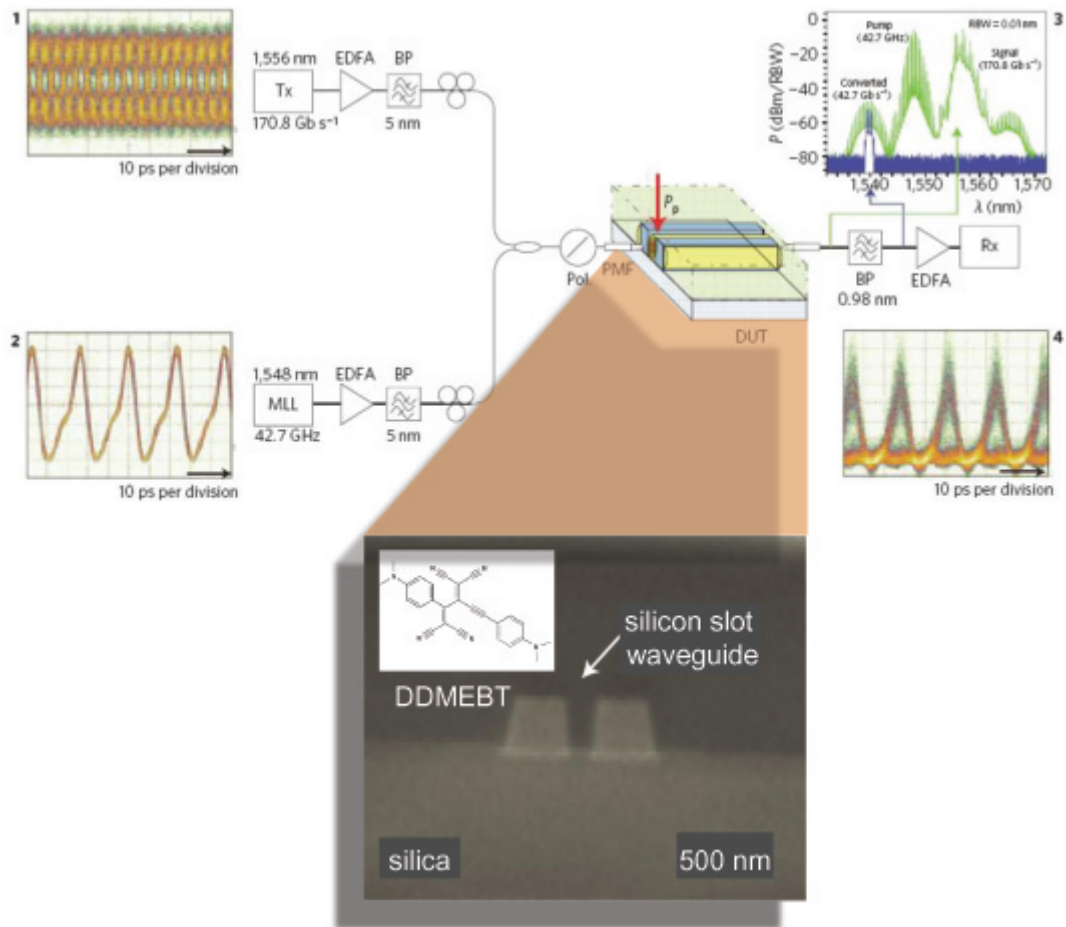 1
10 ps per division
1,556 nm
EDFA
BP
Tx
170.8 Gb s⁻¹
5 nm
3
0
−20
−40
−60
−80
P (dBm/RBW)
Pump
(42.7 GHz)
RBW = 0.01 nm
Signal
(170.8 Gb s⁻¹)
Converted
(42.7 Gb s⁻¹)
1,540 1,550 1,560 1,570
λ (nm)
Pp
Pol.
PMF
DUT
BP
0.98 nm
EDFA
Rx
2
10 ps per division
1,548 nm
EDFA
BP
MLL
42.7 GHz
5 nm
4
10 ps per division
N N
N
N N
N
DDMEBT
silicon slot
waveguide
silica
500 nm